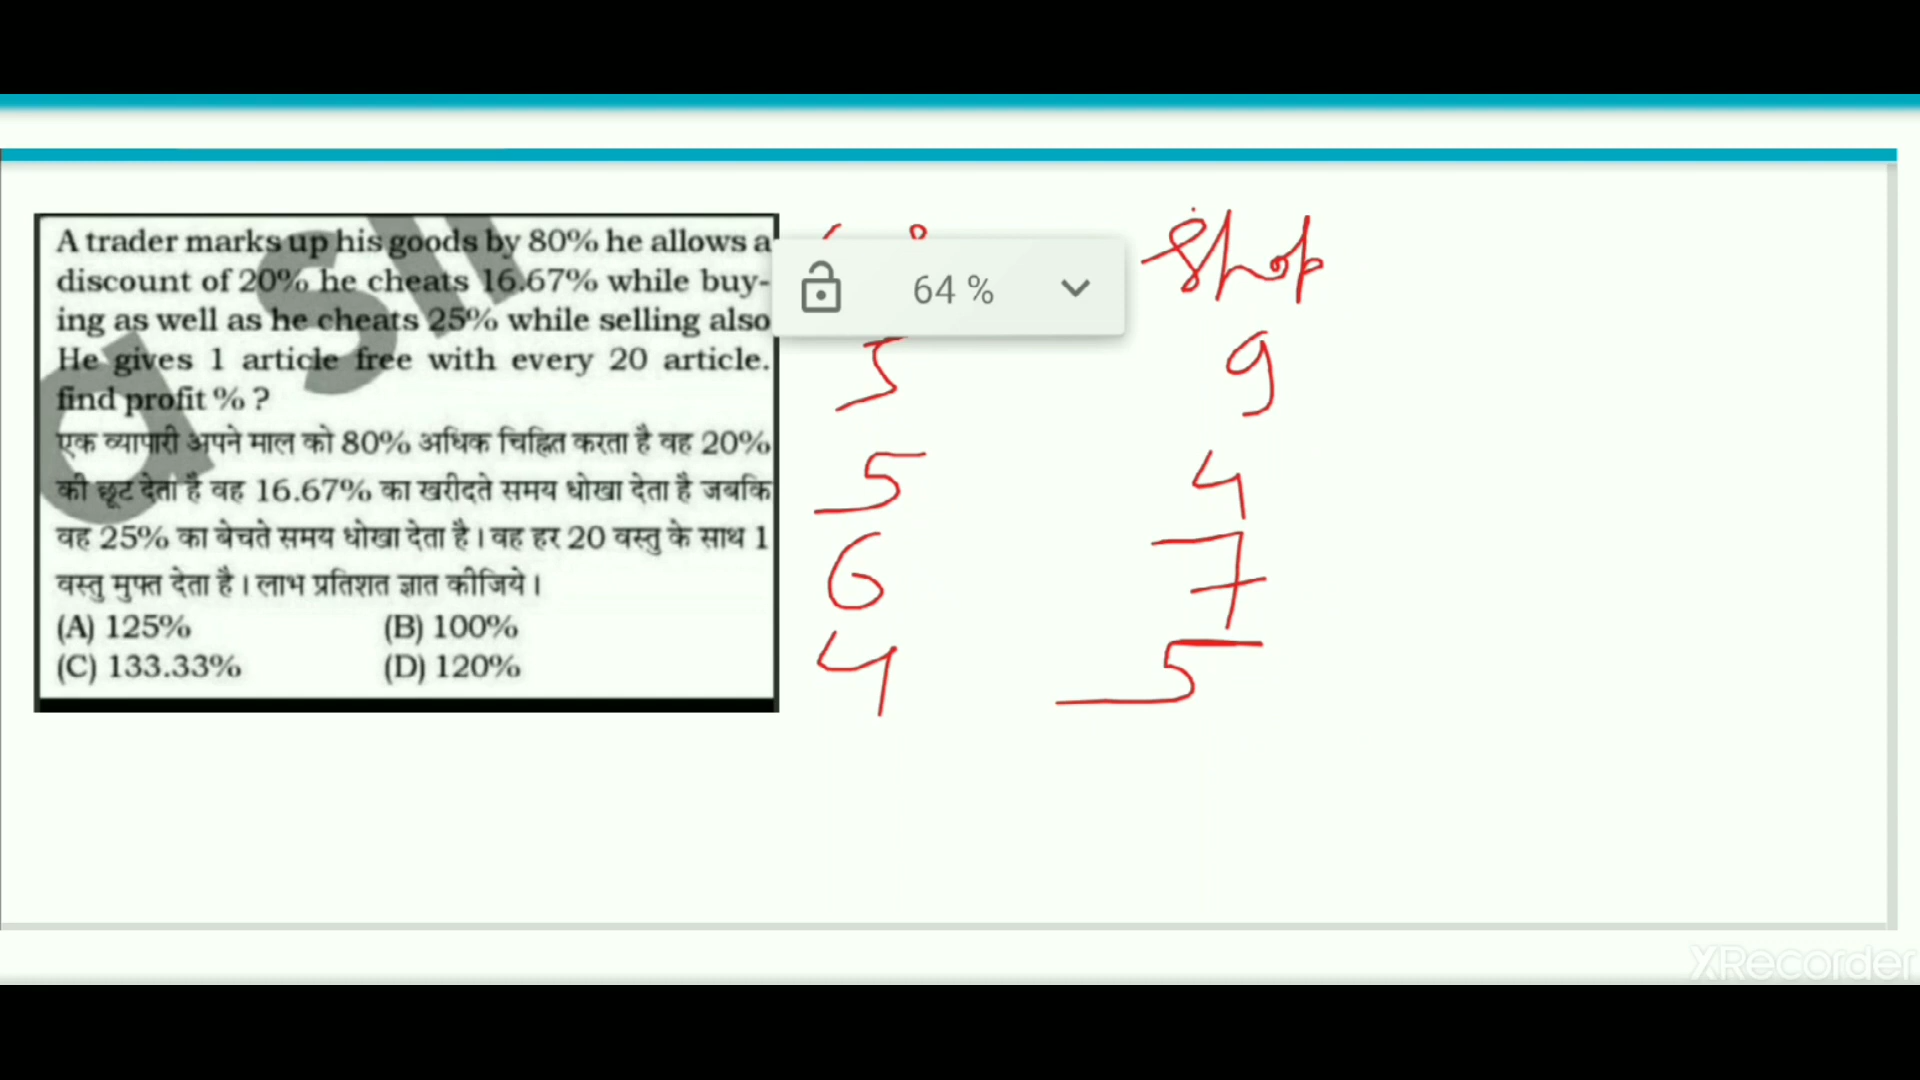 A trader marks up his goods by 80% he allows a
discount of 20% he cheats 16.67% while buy-
ing as well as he cheats 25% while selling also
He gives 1 article free with every 20 article.
find profit % ?
एक व्यापारी अपने माल को 80% अधिक चिह्नित करता है वह 20%
की छूट देता है वह 16.67% का खरीदते समय धोखा देता है जबकि
वह 25% का बेचते समय धोखा देता है। वह हर 20 वस्तु के साथ 1
वस्तु मुफ्त देता है। लाभ प्रतिशत ज्ञात कीजिये।
(A) 125% (B) 100%
(C) 133.33% (D) 120%
64 %
Shop
5 9
5 4
6 7
4 5
XRecorder